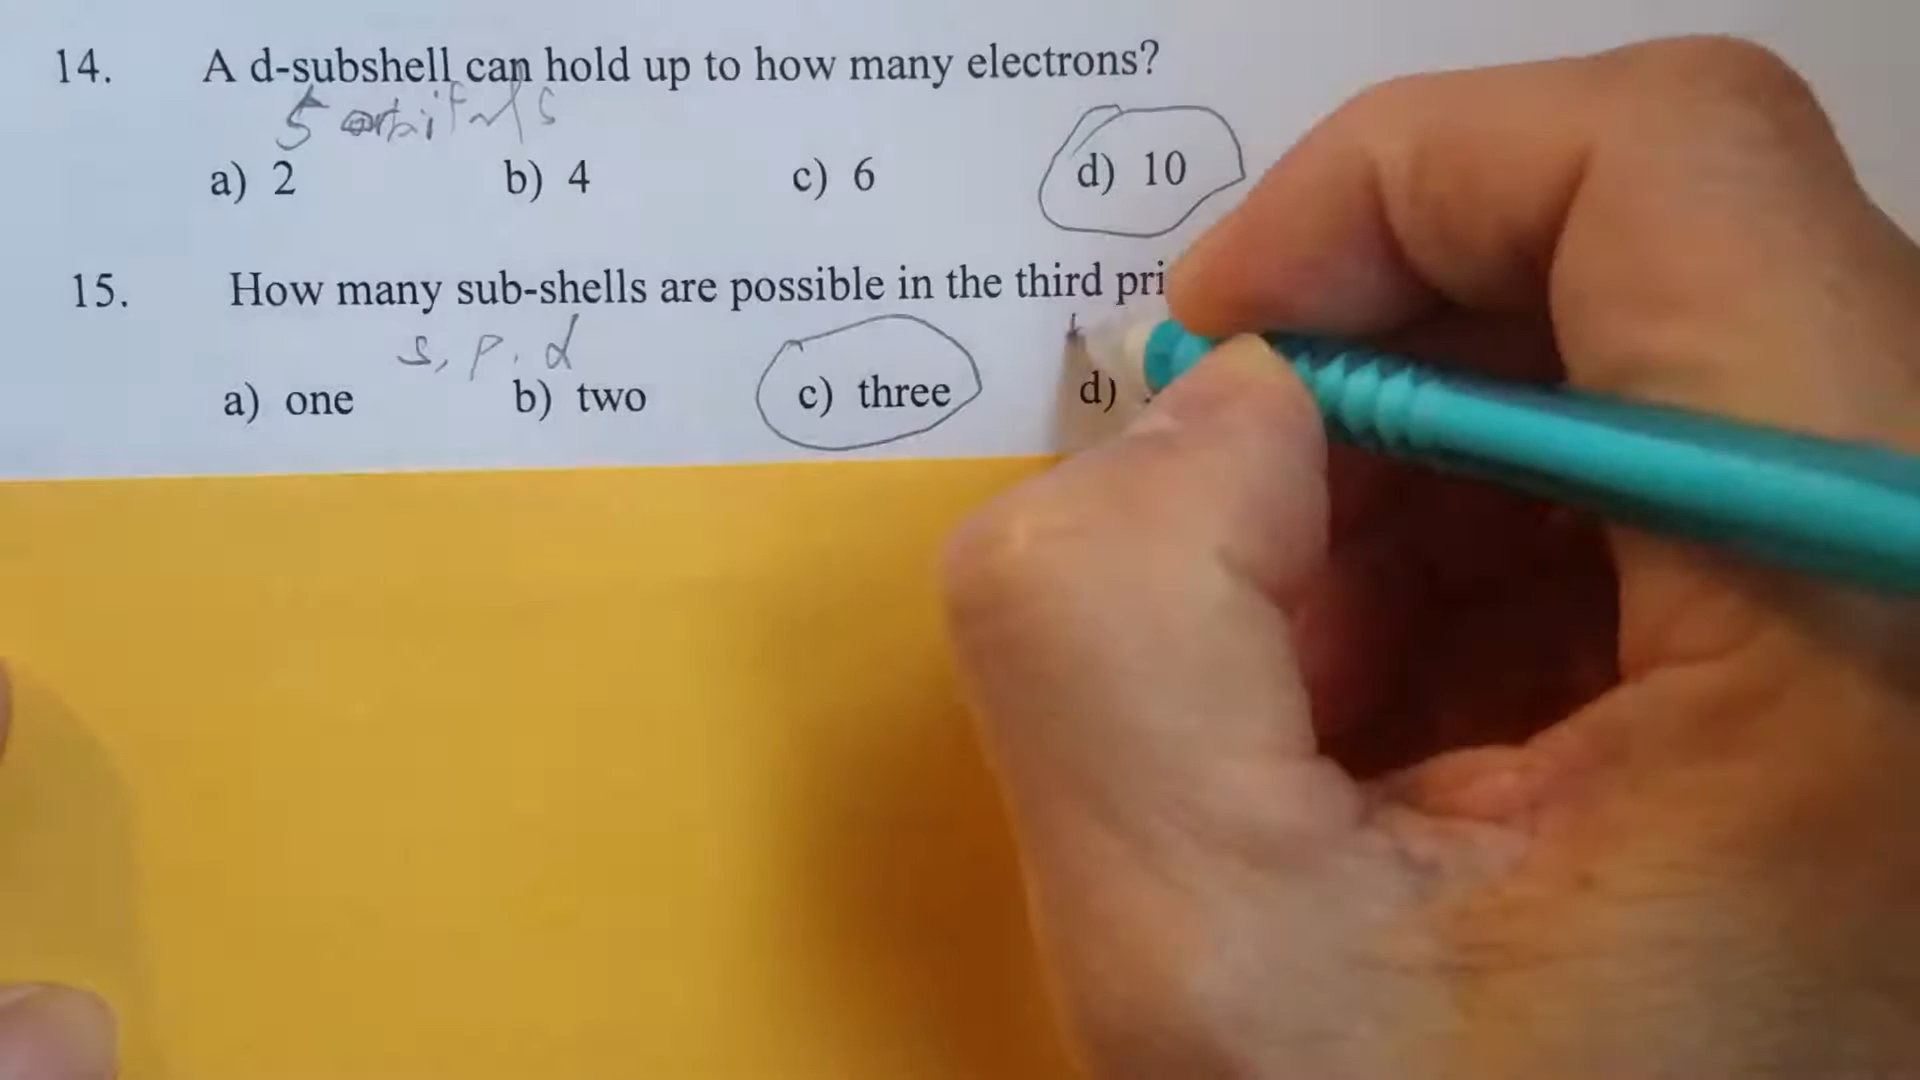 14. A d-subshell can hold up to how many electrons?
5 orbitals
a) 2 b) 4 c) 6 d) 10
15. How many sub-shells are possible in the third pri
s, p, d
a) one b) two c) three d)